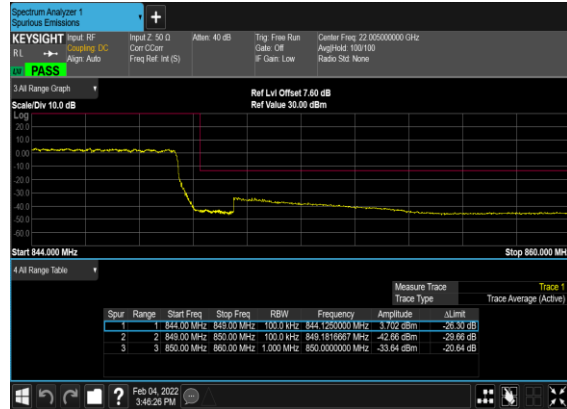 Spectrum Analyzer 1
Spurious Emissions
+
KEYSIGHT Input: RF Input Z: 50 Ω Atten: 40 dB Trig: Free Run Center Freq: 22.005000000 GHz
RL Coupling: DC Corr CCorr Gate: Off Avg|Hold: 100/100
Align: Auto Freq Ref: Int (S) IF Gain: Low Radio Std: None
PASS
3 All Range Graph
Ref Lvl Offset 7.60 dB
Scale/Div 10.0 dB Ref Value 30.00 dBm
Log
20.0
10.0
0.00
-10.0
-20.0
-30.0
-40.0
-50.0
-60.0
Start 844.000 MHz Stop 860.000 MHz
4 All Range Table
Measure Trace Trace 1
Trace Type Trace Average (Active)
Spur Range Start Freq Stop Freq RBW Frequency Amplitude ΔLimit
1 1 844.00 MHz 849.00 MHz 100.0 kHz 844.1250000 MHz 3.702 dBm -26.30 dB
2 2 849.00 MHz 850.00 MHz 100.0 kHz 849.1816667 MHz -42.66 dBm -29.66 dB
3 3 850.00 MHz 860.00 MHz 1.000 MHz 850.0000000 MHz -33.64 dBm -20.64 dB
? Feb 04, 2022
3:46:26 PM